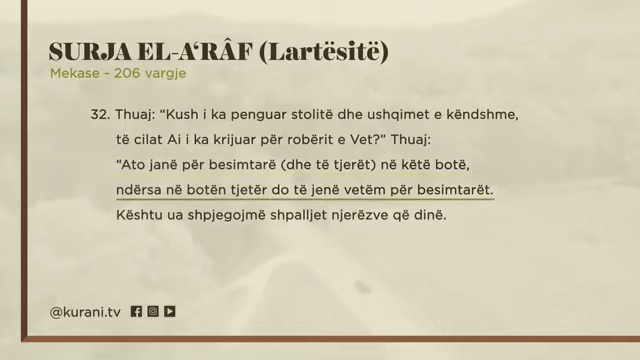 SURJA EL-A‘RÂF (Lartësitë)
Mekase - 206 vargje
32. Thuaj: “Kush i ka penguar stolitë dhe ushqimet e këndshme,
të cilat Ai i ka krijuar për robërit e Vet?” Thuaj:
“Ato janë për besimtarë (dhe të tjerët) në këtë botë,
ndërsa në botën tjetër do të jenë vetëm për besimtarët.
Kështu ua shpjegojmë shpalljet njerëzve që dinë.
@kurani.tv